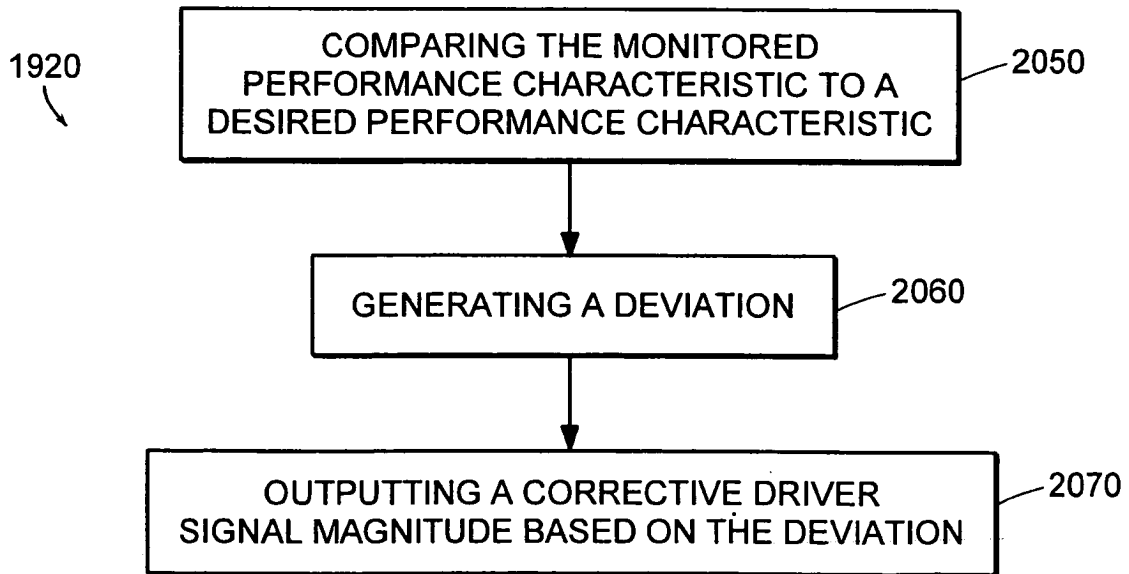 1920
COMPARING THE MONITORED
PERFORMANCE CHARACTERISTIC TO A
DESIRED PERFORMANCE CHARACTERISTIC
2050
GENERATING A DEVIATION
2060
OUTPUTTING A CORRECTIVE DRIVER
SIGNAL MAGNITUDE BASED ON THE DEVIATION
2070